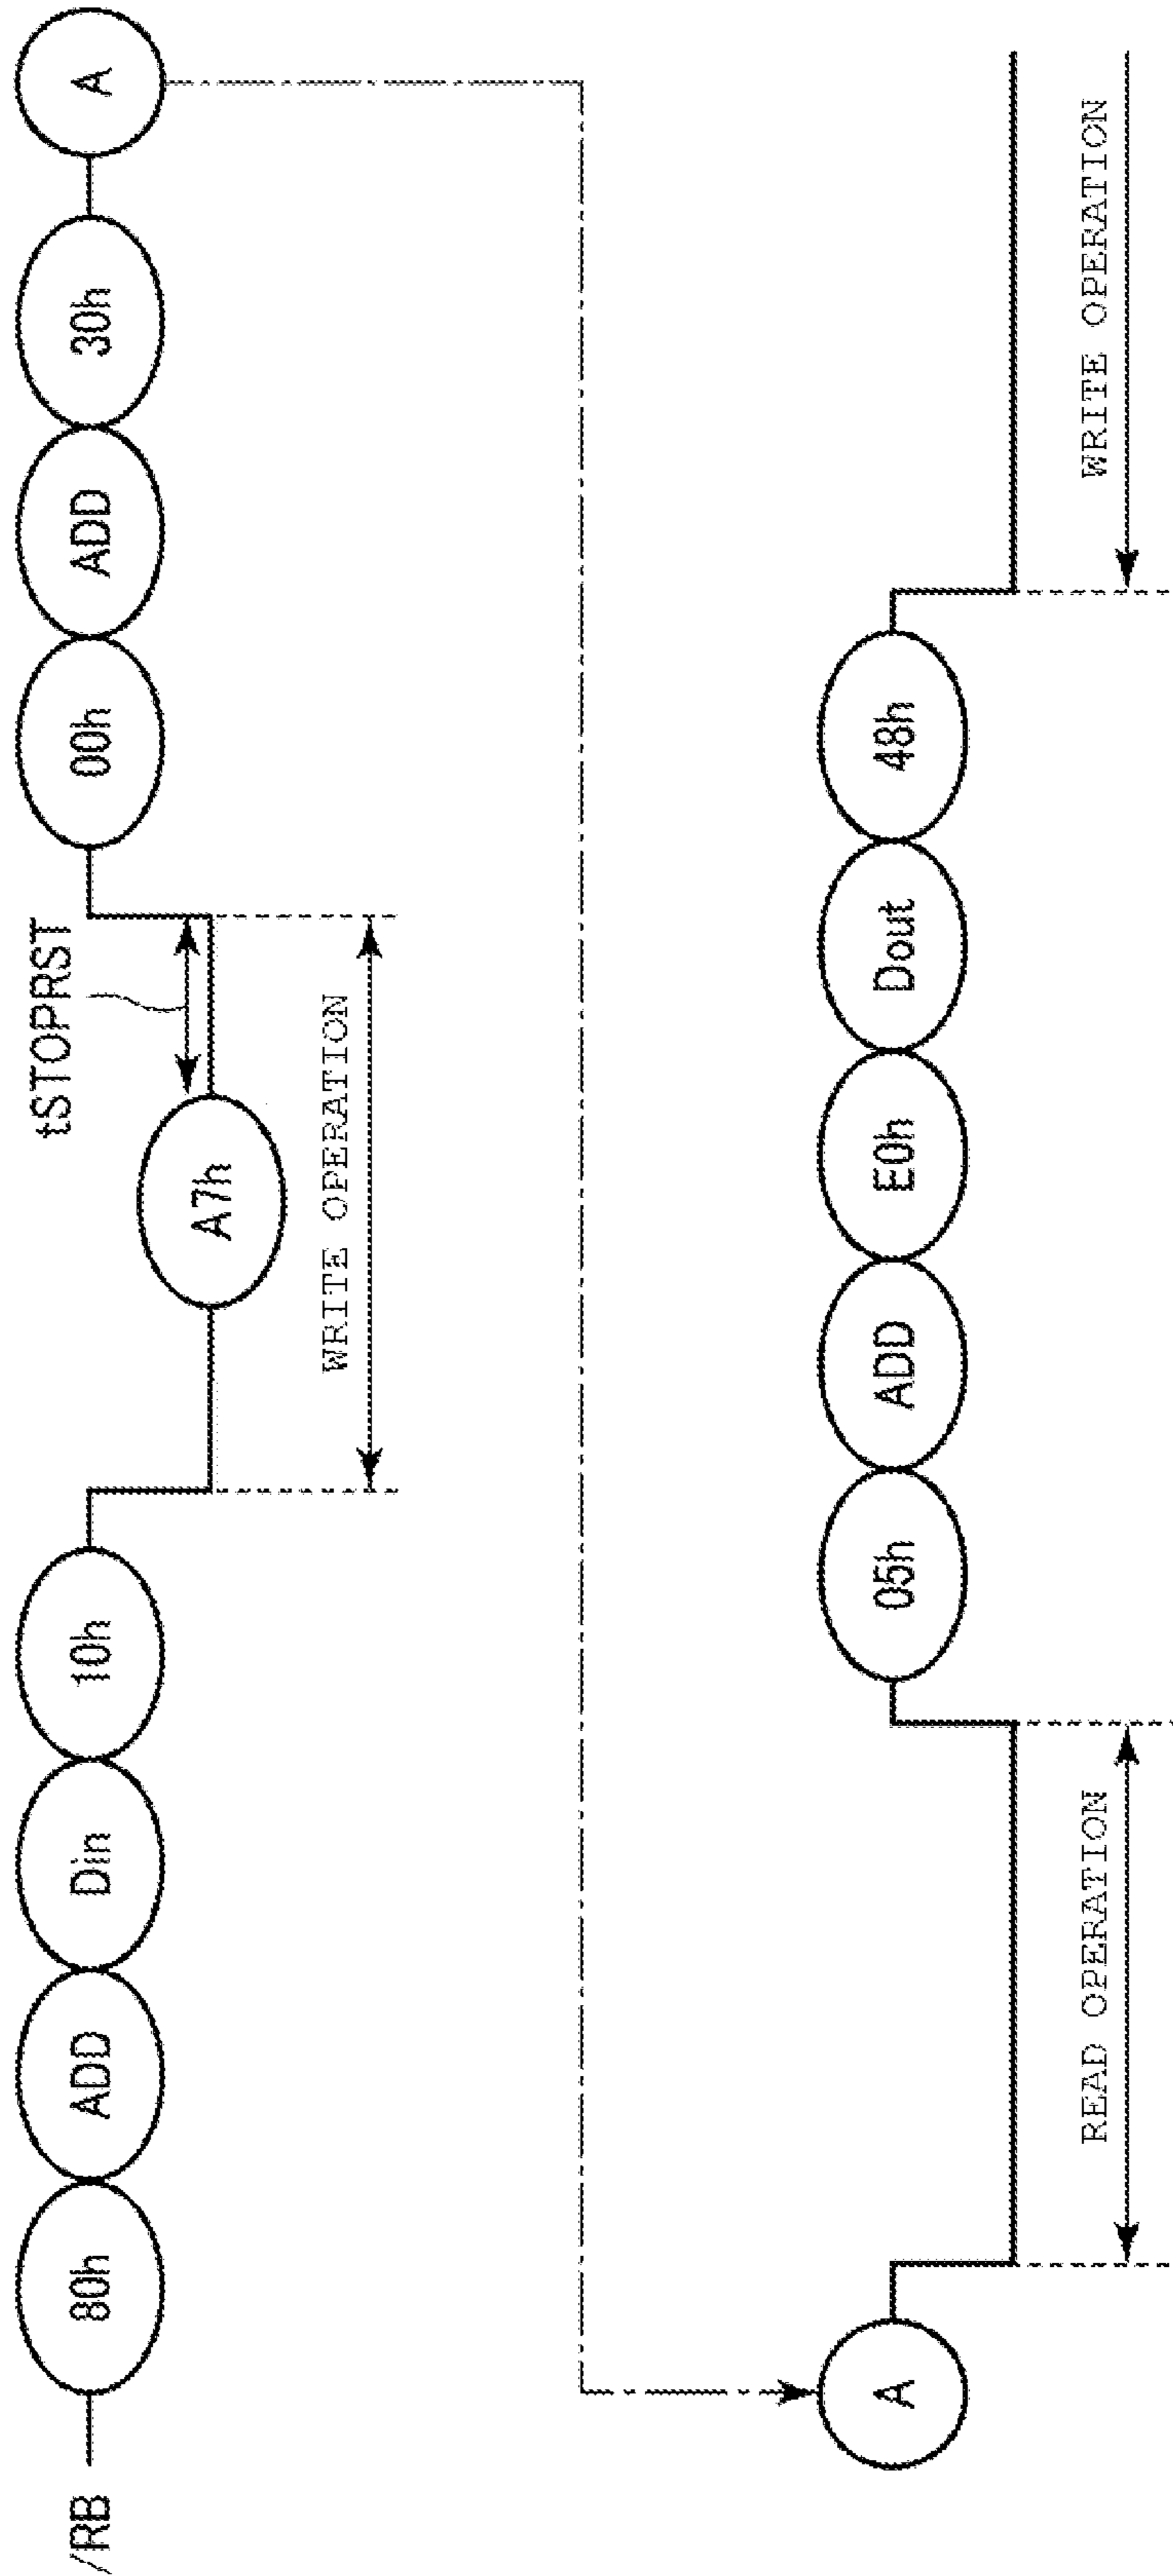 /RB
80h
ADD
Din
10h
A7h
tSTOPRST
WRITE OPERATION
00h
ADD
30h
A
A
READ OPERATION
05h
ADD
E0h
Dout
48h
WRITE OPERATION